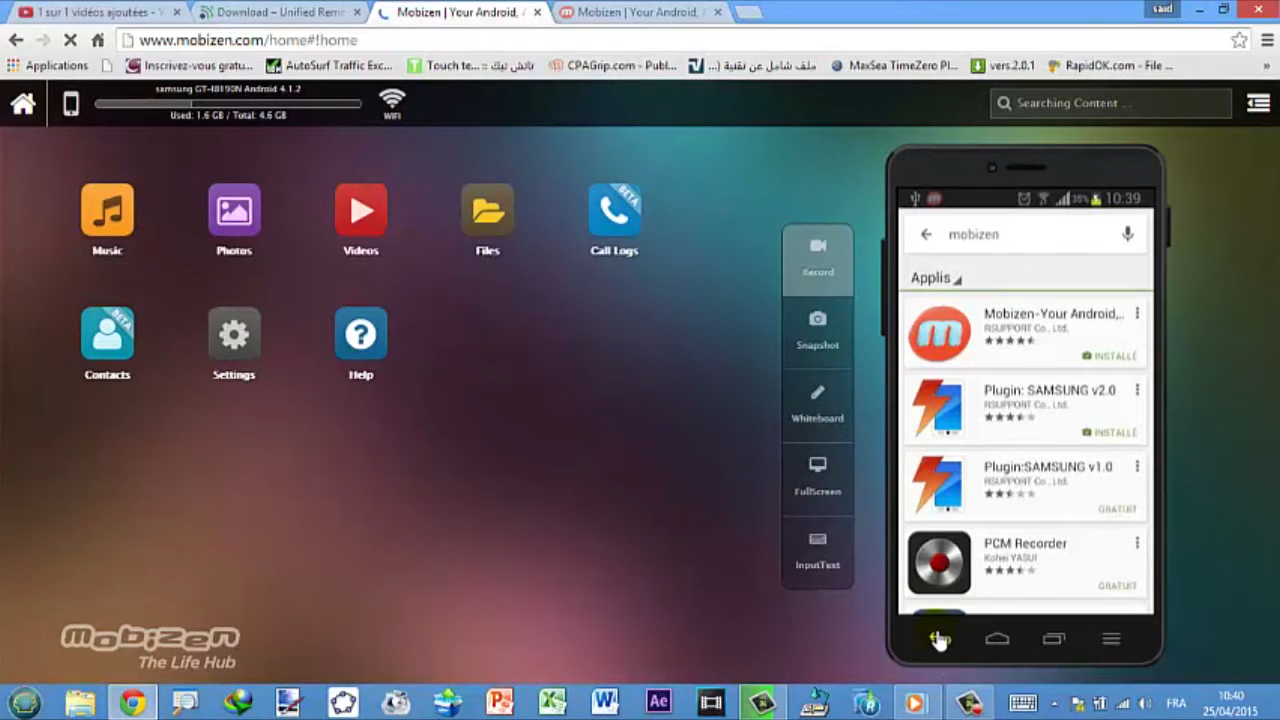 1 sur 1 vidéos ajoutées - Y
Download – Unified Rem
Mobizen | Your Android, A
Mobizen | Your Android, A
said
www.mobizen.com/home#!home
Applications
Inscrivez-vous gratu...
AutoSurf Traffic Exc...
Touch te... :: تاتش تيك
CPAGrip.com - Publ...
ملف شامل عن تقنية (...
MaxSea TimeZero Pl...
vers.2.0.1
RapidOK.com - File ...
»
samsung GT-I8190N Android 4.1.2
Used: 1.6 GB / Total: 4.6 GB
WIFI
Searching Content ...
Music
Photos
Videos
Files
BETA
Call Logs
BETA
Contacts
Settings
?
Help
Record
Snapshot
Whiteboard
FullScreen
InputText
36% 10:39
mobizen
Applis
m
Mobizen-Your Android,..
RSUPPORT Co., Ltd.
INSTALLÉ
Plugin: SAMSUNG v2.0
RSUPPORT Co., Ltd.
INSTALLÉ
Plugin:SAMSUNG v1.0
RSUPPORT Co., Ltd.
GRATUIT
PCM Recorder
Kohei YASUI
GRATUIT
mobizen
The Life Hub
Ae
FR
10:40
25/04/2015